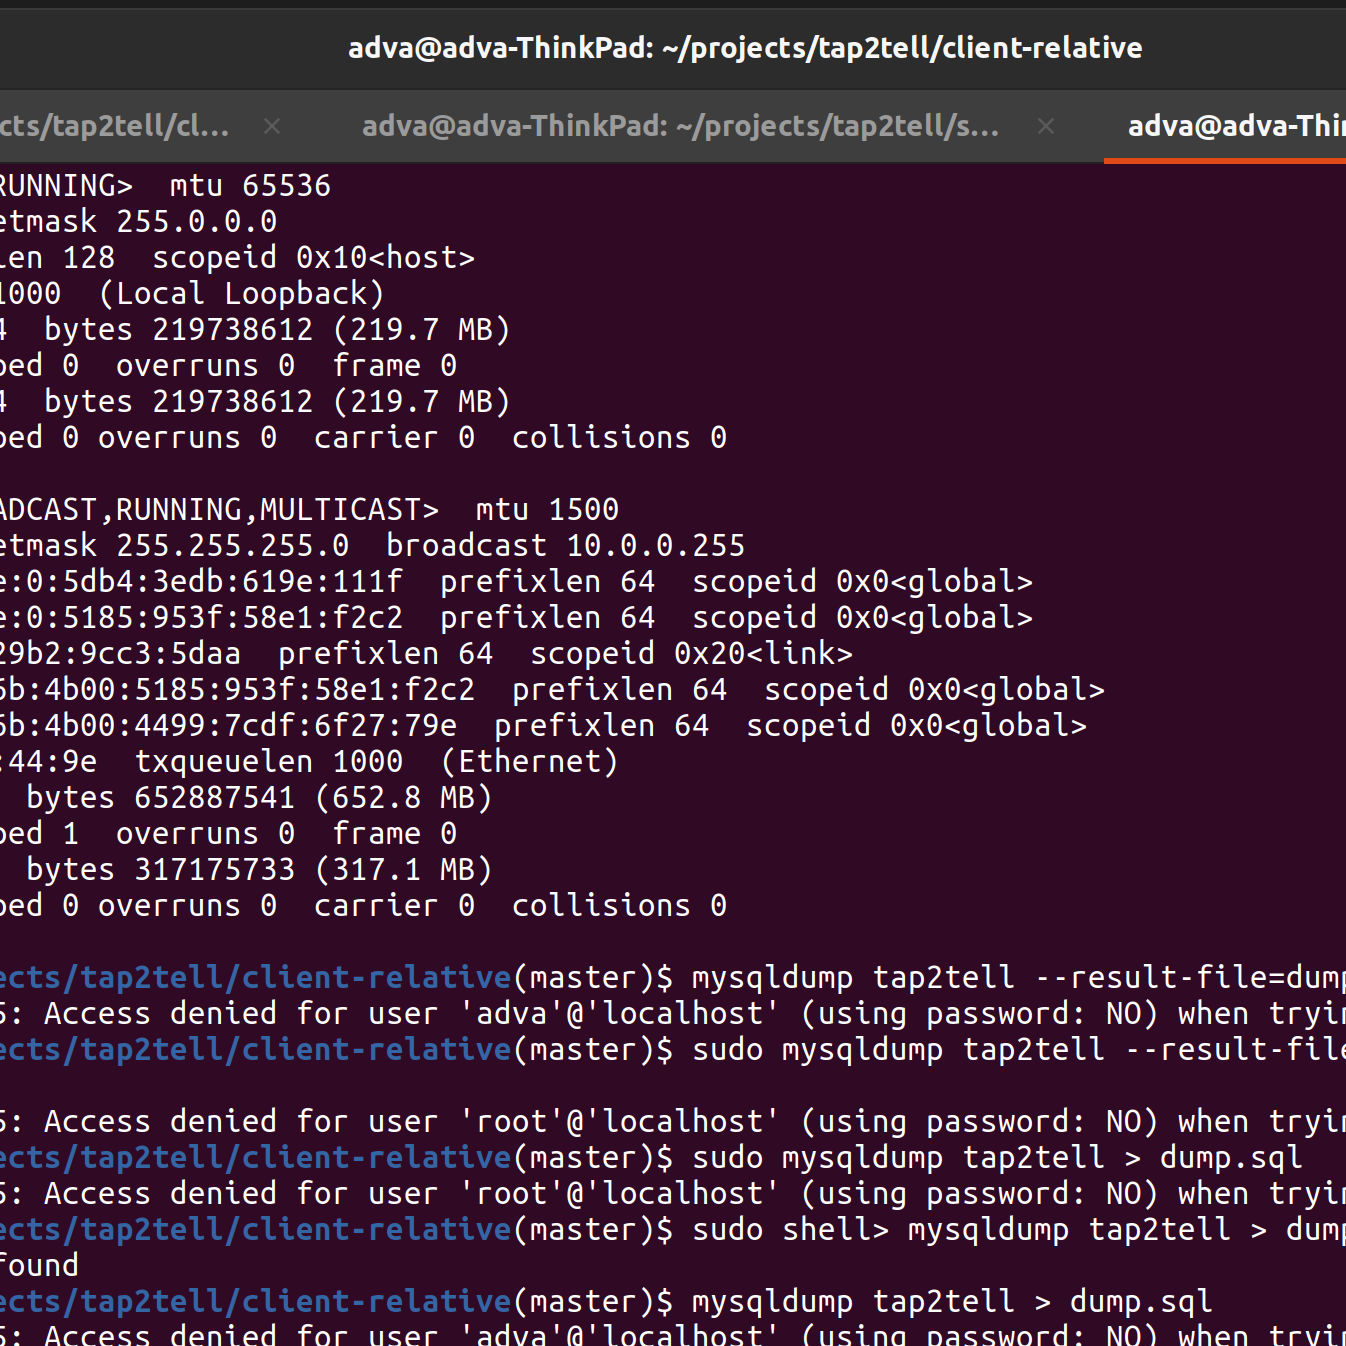 adva@adva-ThinkPad: ~/projects/tap2tell/client-relative
cts/tap2tell/cl... × adva@adva-ThinkPad: ~/projects/tap2tell/s... × adva@adva-Thin
RUNNING> mtu 65536
etmask 255.0.0.0
len 128 scopeid 0x10<host>
1000 (Local Loopback)
4 bytes 219738612 (219.7 MB)
ped 0 overruns 0 frame 0
4 bytes 219738612 (219.7 MB)
ped 0 overruns 0 carrier 0 collisions 0
ADCAST,RUNNING,MULTICAST> mtu 1500
etmask 255.255.255.0 broadcast 10.0.0.255
e:0:5db4:3edb:619e:111f prefixlen 64 scopeid 0x0<global>
e:0:5185:953f:58e1:f2c2 prefixlen 64 scopeid 0x0<global>
29b2:9cc3:5daa prefixlen 64 scopeid 0x20<link>
6b:4b00:5185:953f:58e1:f2c2 prefixlen 64 scopeid 0x0<global>
6b:4b00:4499:7cdf:6f27:79e prefixlen 64 scopeid 0x0<global>
:44:9e txqueuelen 1000 (Ethernet)
bytes 652887541 (652.8 MB)
ped 1 overruns 0 frame 0
bytes 317175733 (317.1 MB)
ped 0 overruns 0 carrier 0 collisions 0
ects/tap2tell/client-relative(master)$ mysqldump tap2tell --result-file=dump
5: Access denied for user 'adva'@'localhost' (using password: NO) when tryin
ects/tap2tell/client-relative(master)$ sudo mysqldump tap2tell --result-file
5: Access denied for user 'root'@'localhost' (using password: NO) when tryin
ects/tap2tell/client-relative(master)$ sudo mysqldump tap2tell > dump.sql
5: Access denied for user 'root'@'localhost' (using password: NO) when tryin
ects/tap2tell/client-relative(master)$ sudo shell> mysqldump tap2tell > dump
found
ects/tap2tell/client-relative(master)$ mysqldump tap2tell > dump.sql
5: Access denied for user 'adva'@'localhost' (using password: NO) when tryin